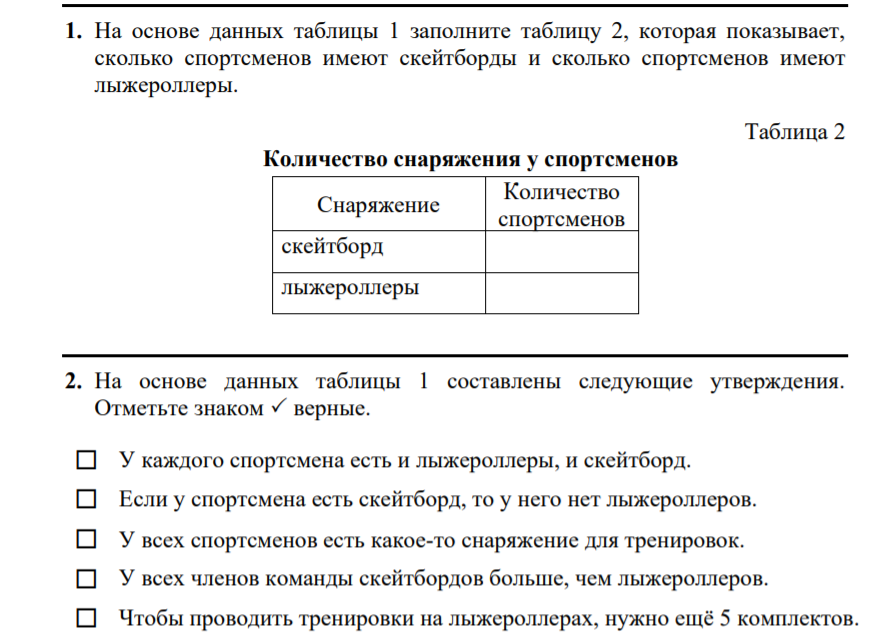 1. На основе данных таблицы 1 заполните таблицу 2, которая показывает,
сколько спортсменов имеют скейтборды и сколько спортсменов имеют
лыжероллеры.
Таблица 2
Количество снаряжения у спортсменов
Снаряжение
Количество
спортсменов
скейтборд
лыжероллеры
2. На основе данных таблицы 1 составлены следующие утверждения.
Отметьте знаком ✓ верные.
У каждого спортсмена есть и лыжероллеры, и скейтборд.
Если у спортсмена есть скейтборд, то у него нет лыжероллеров.
У всех спортсменов есть какое-то снаряжение для тренировок.
У всех членов команды скейтбордов больше, чем лыжероллеров.
Чтобы проводить тренировки на лыжероллерах, нужно ещё 5 комплектов.